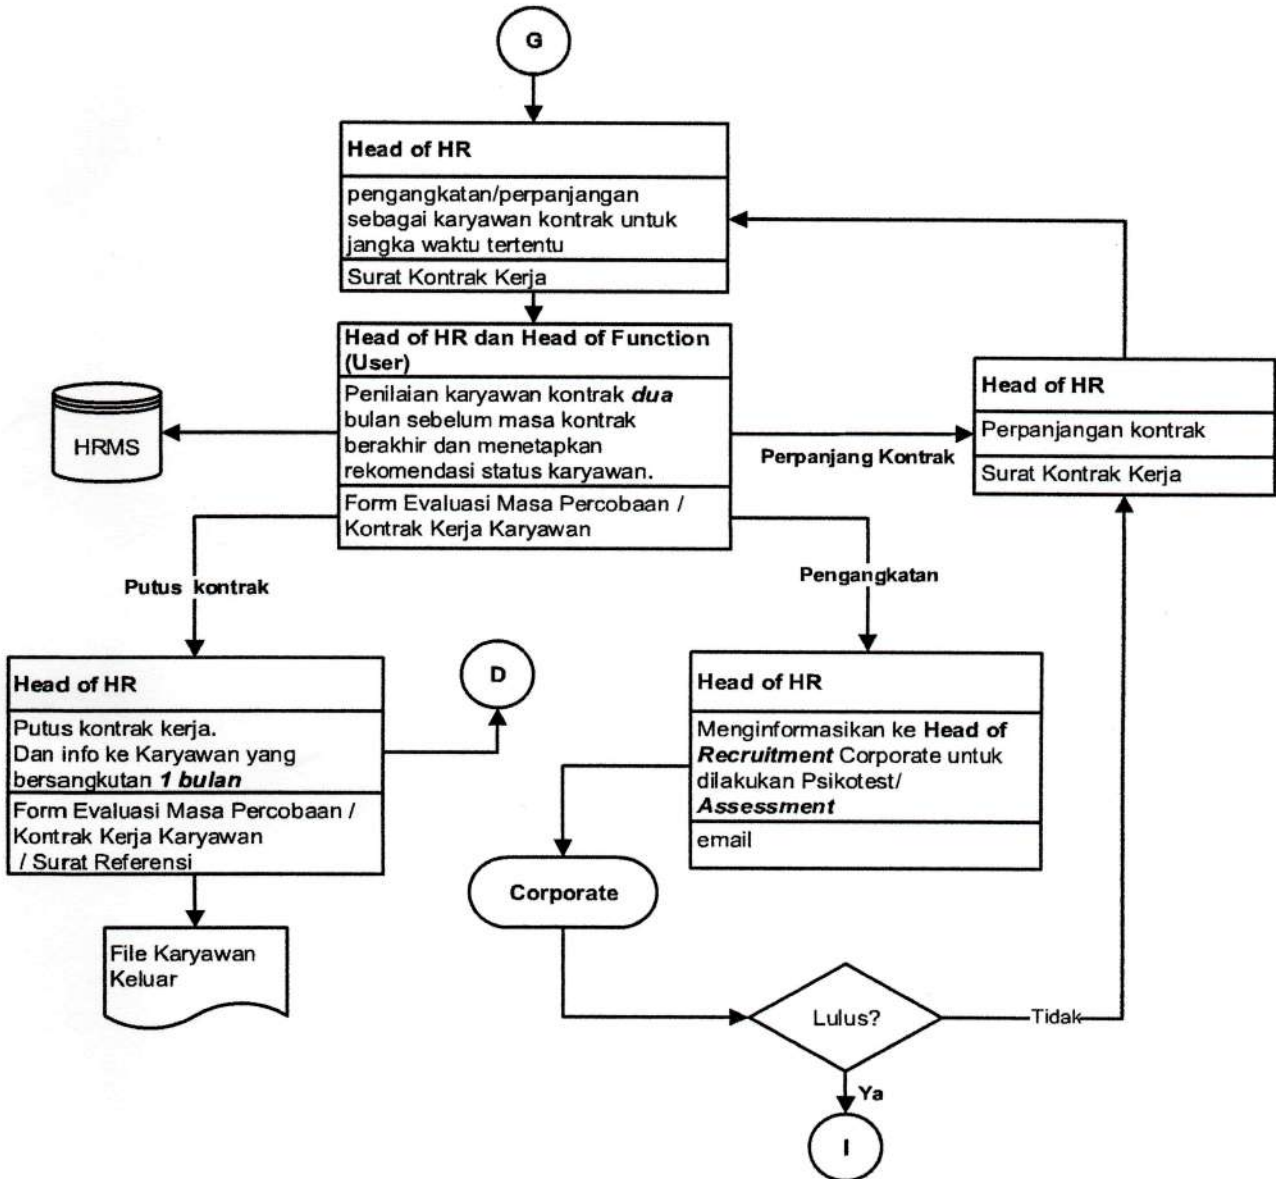 G
Head of HR
pengangkatan/perpanjangan
sebagai karyawan kontrak untuk
jangka waktu tertentu
Surat Kontrak Kerja
Head of HR dan Head of Function
(User)
Penilaian karyawan kontrak dua
bulan sebelum masa kontrak
berakhir dan menetapkan
rekomendasi status karyawan.
Form Evaluasi Masa Percobaan /
Kontrak Kerja Karyawan
HRMS
Perpanjang Kontrak
Head of HR
Perpanjangan kontrak
Surat Kontrak Kerja
Putus kontrak
Pengangkatan
Head of HR
Putus kontrak kerja.
Dan info ke Karyawan yang
bersangkutan 1 bulan
Form Evaluasi Masa Percobaan /
Kontrak Kerja Karyawan
/ Surat Referensi
D
Head of HR
Menginformasikan ke Head of
Recruitment Corporate untuk
dilakukan Psikotest/
Assessment
email
Corporate
File Karyawan
Keluar
Lulus?
Tidak
Ya
I